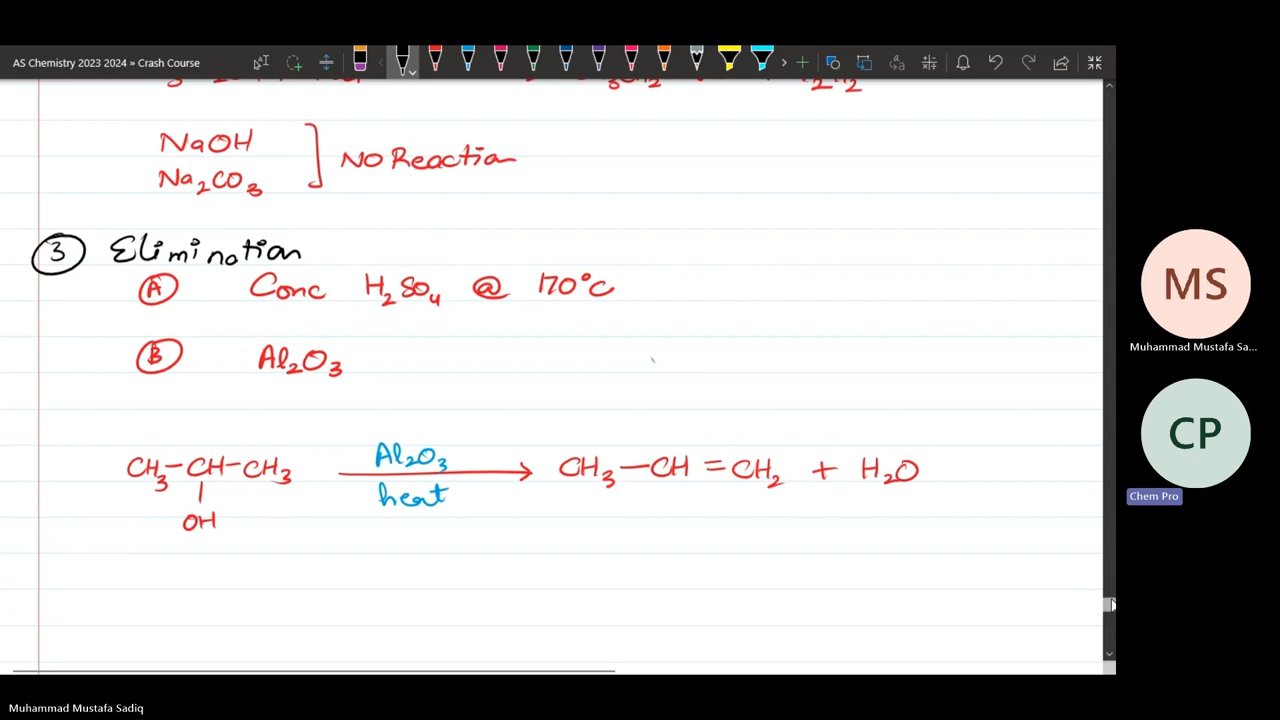 AS Chemistry 2023 2024 » Crash Course
NaOH
Na₂CO₃
] NO Reaction
③ Elimination
Ⓐ Conc H₂SO₄ @ 170°C
Ⓑ Al₂O₃
CH₃–CH–CH₃ Al₂O₃ → CH₃—CH=CH₂ + H₂O
heat
OH
MS
Muhammad Mustafa Sa...
CP
Chem Pro
Muhammad Mustafa Sadiq